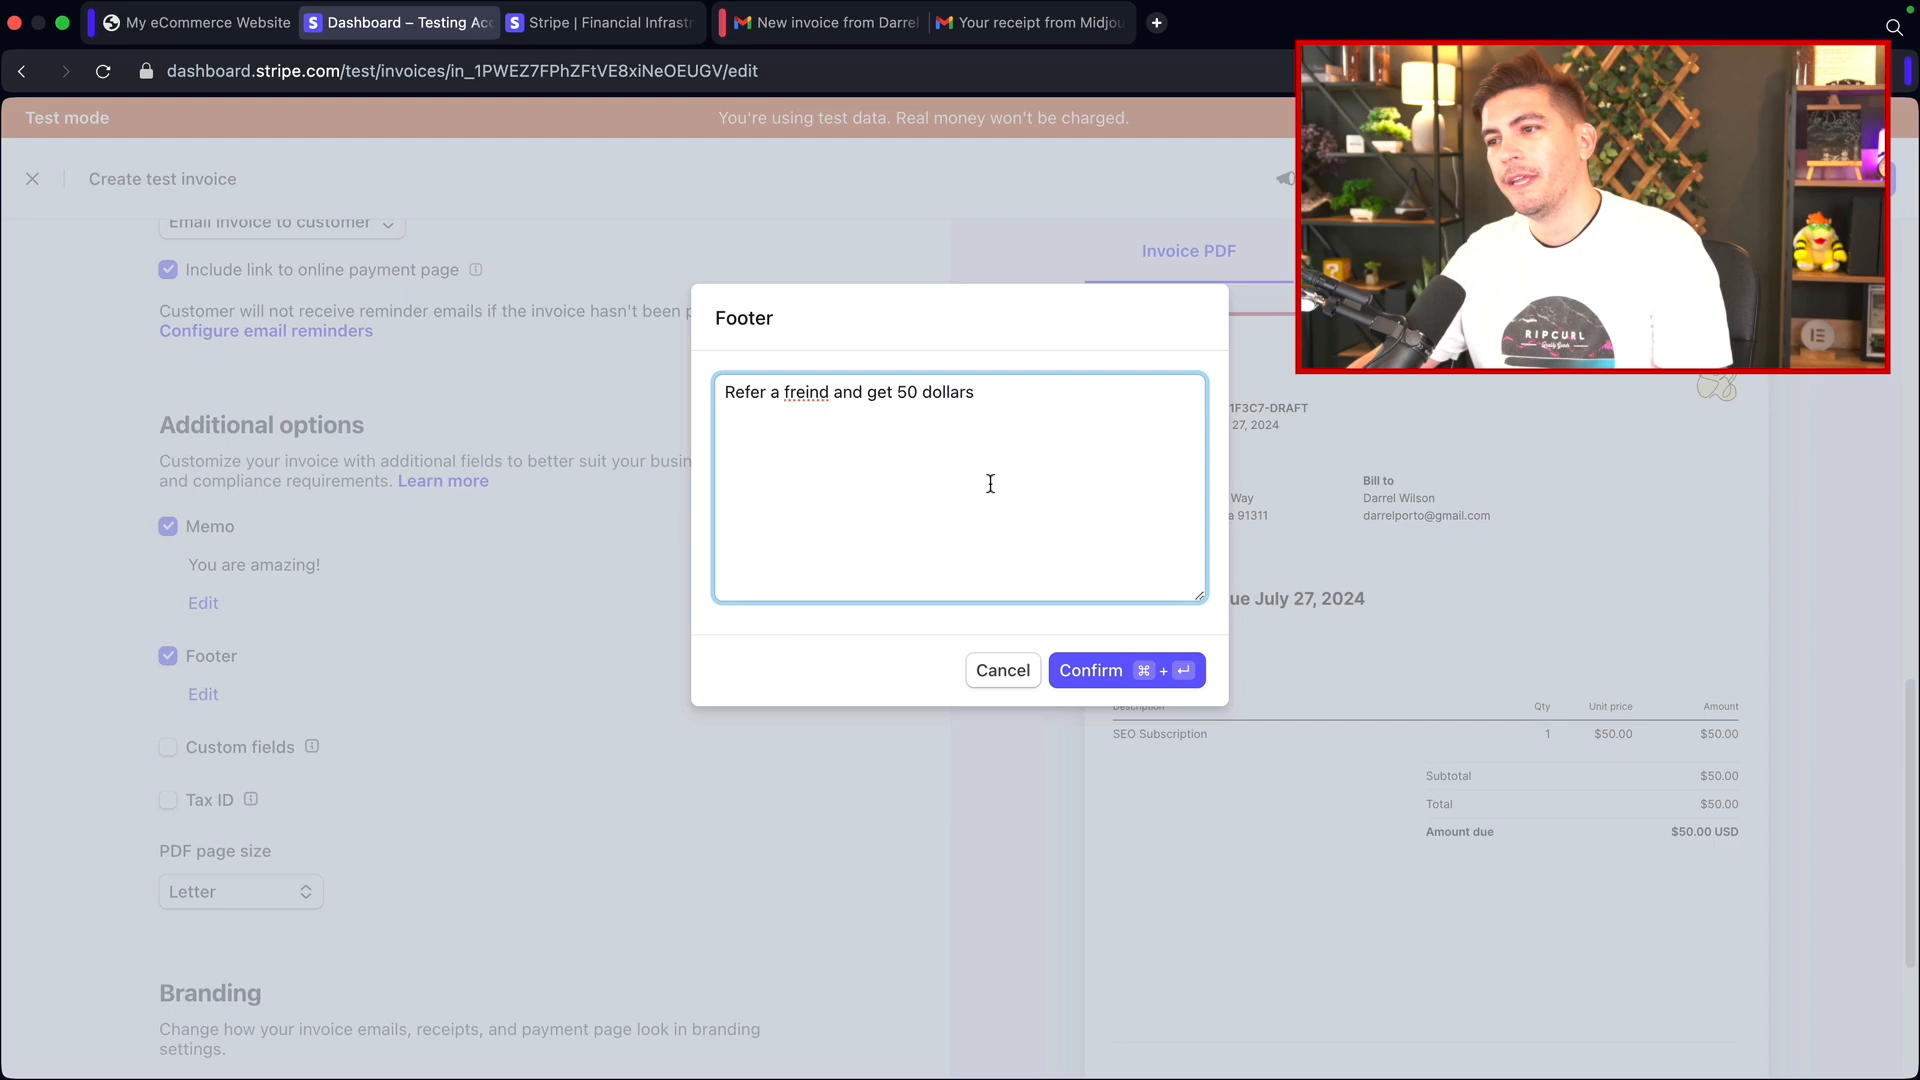 My eCommerce Website
Dashboard – Testing Acc
Stripe | Financial Infrastr
New invoice from Darrel
Your receipt from Midjou
dashboard.stripe.com/test/invoices/in_1PWEZ7FPhZFtVE8xiNeOEUGV/edit
Test mode
You're using test data. Real money won't be charged.
Create test invoice
Email invoice to customer
Include link to online payment page
Customer will not receive reminder emails if the invoice hasn't been p
Configure email reminders
Additional options
Customize your invoice with additional fields to better suit your busin
and compliance requirements. Learn more
Memo
You are amazing!
Edit
Footer
Edit
Custom fields
Tax ID
PDF page size
Letter
Branding
Change how your invoice emails, receipts, and payment page look in branding
settings.
Footer
Refer a freind and get 50 dollars
Cancel
Confirm ⌘ + ↵
Invoice PDF
1F3C7-DRAFT
27, 2024
Way
a 91311
Bill to
Darrel Wilson
darrelporto@gmail.com
ue July 27, 2024
Description Qty Unit price Amount
SEO Subscription 1 $50.00 $50.00
Subtotal $50.00
Total $50.00
Amount due $50.00 USD
RIPCURL